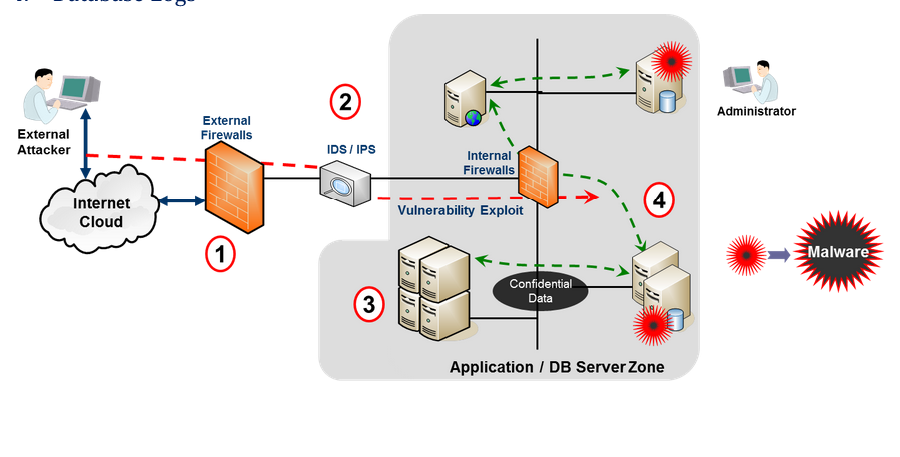 Database Logs
2
External
Firewalls
Administrator
External
Attacker
IDS / IPS
Internal
Firewalls
Internet
Cloud
Vulnerability Exploit
4
1
Malware
3
Confidential
Data
Application / DB Server Zone